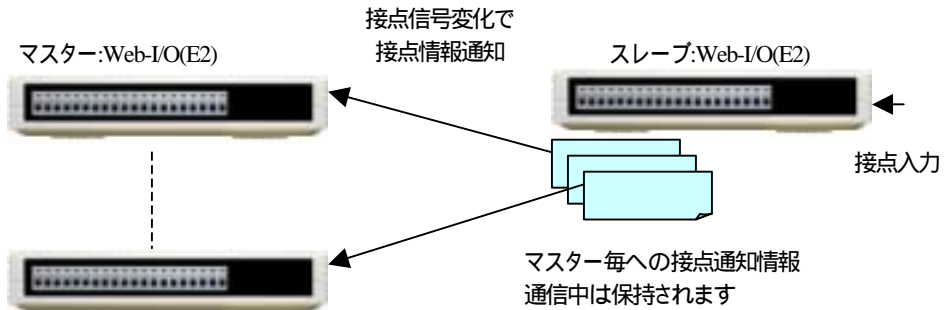 接点信号変化で
接点情報通知
マスター:Web-I/O(E2)
スレーブ:Web-I/O(E2)
接点入力
マスター毎への接点通知情報
通信中は保持されます